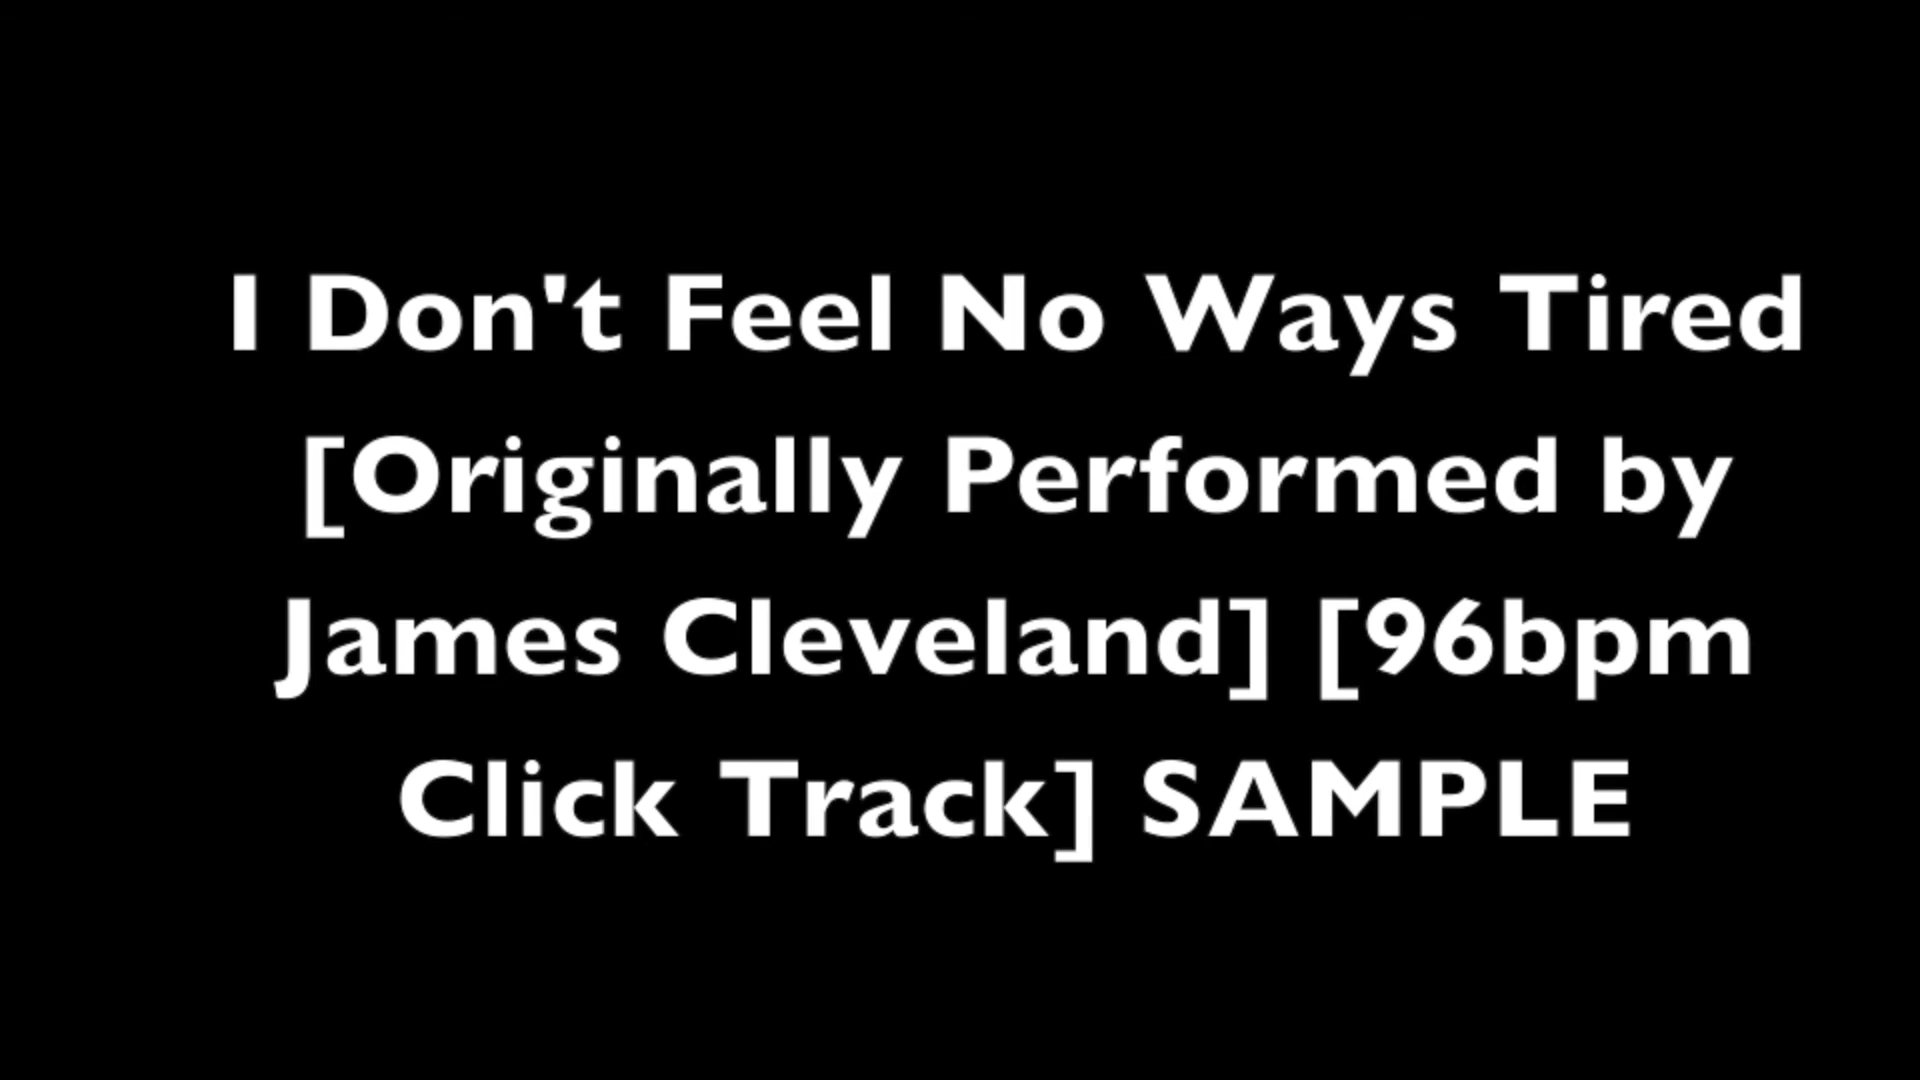 I Don't Feel No Ways Tired
[Originally Performed by
James Cleveland] [96bpm
Click Track] SAMPLE